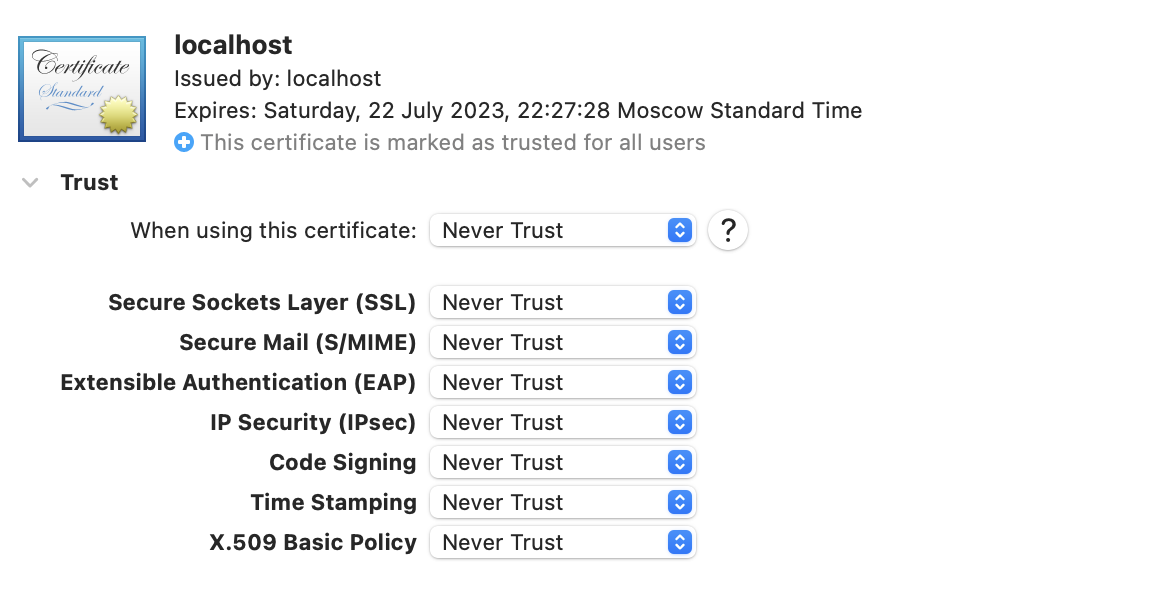 Certificate
Standard
localhost
Issued by: localhost
Expires: Saturday, 22 July 2023, 22:27:28 Moscow Standard Time
This certificate is marked as trusted for all users
Trust
When using this certificate: Never Trust ?
Secure Sockets Layer (SSL) Never Trust
Secure Mail (S/MIME) Never Trust
Extensible Authentication (EAP) Never Trust
IP Security (IPsec) Never Trust
Code Signing Never Trust
Time Stamping Never Trust
X.509 Basic Policy Never Trust